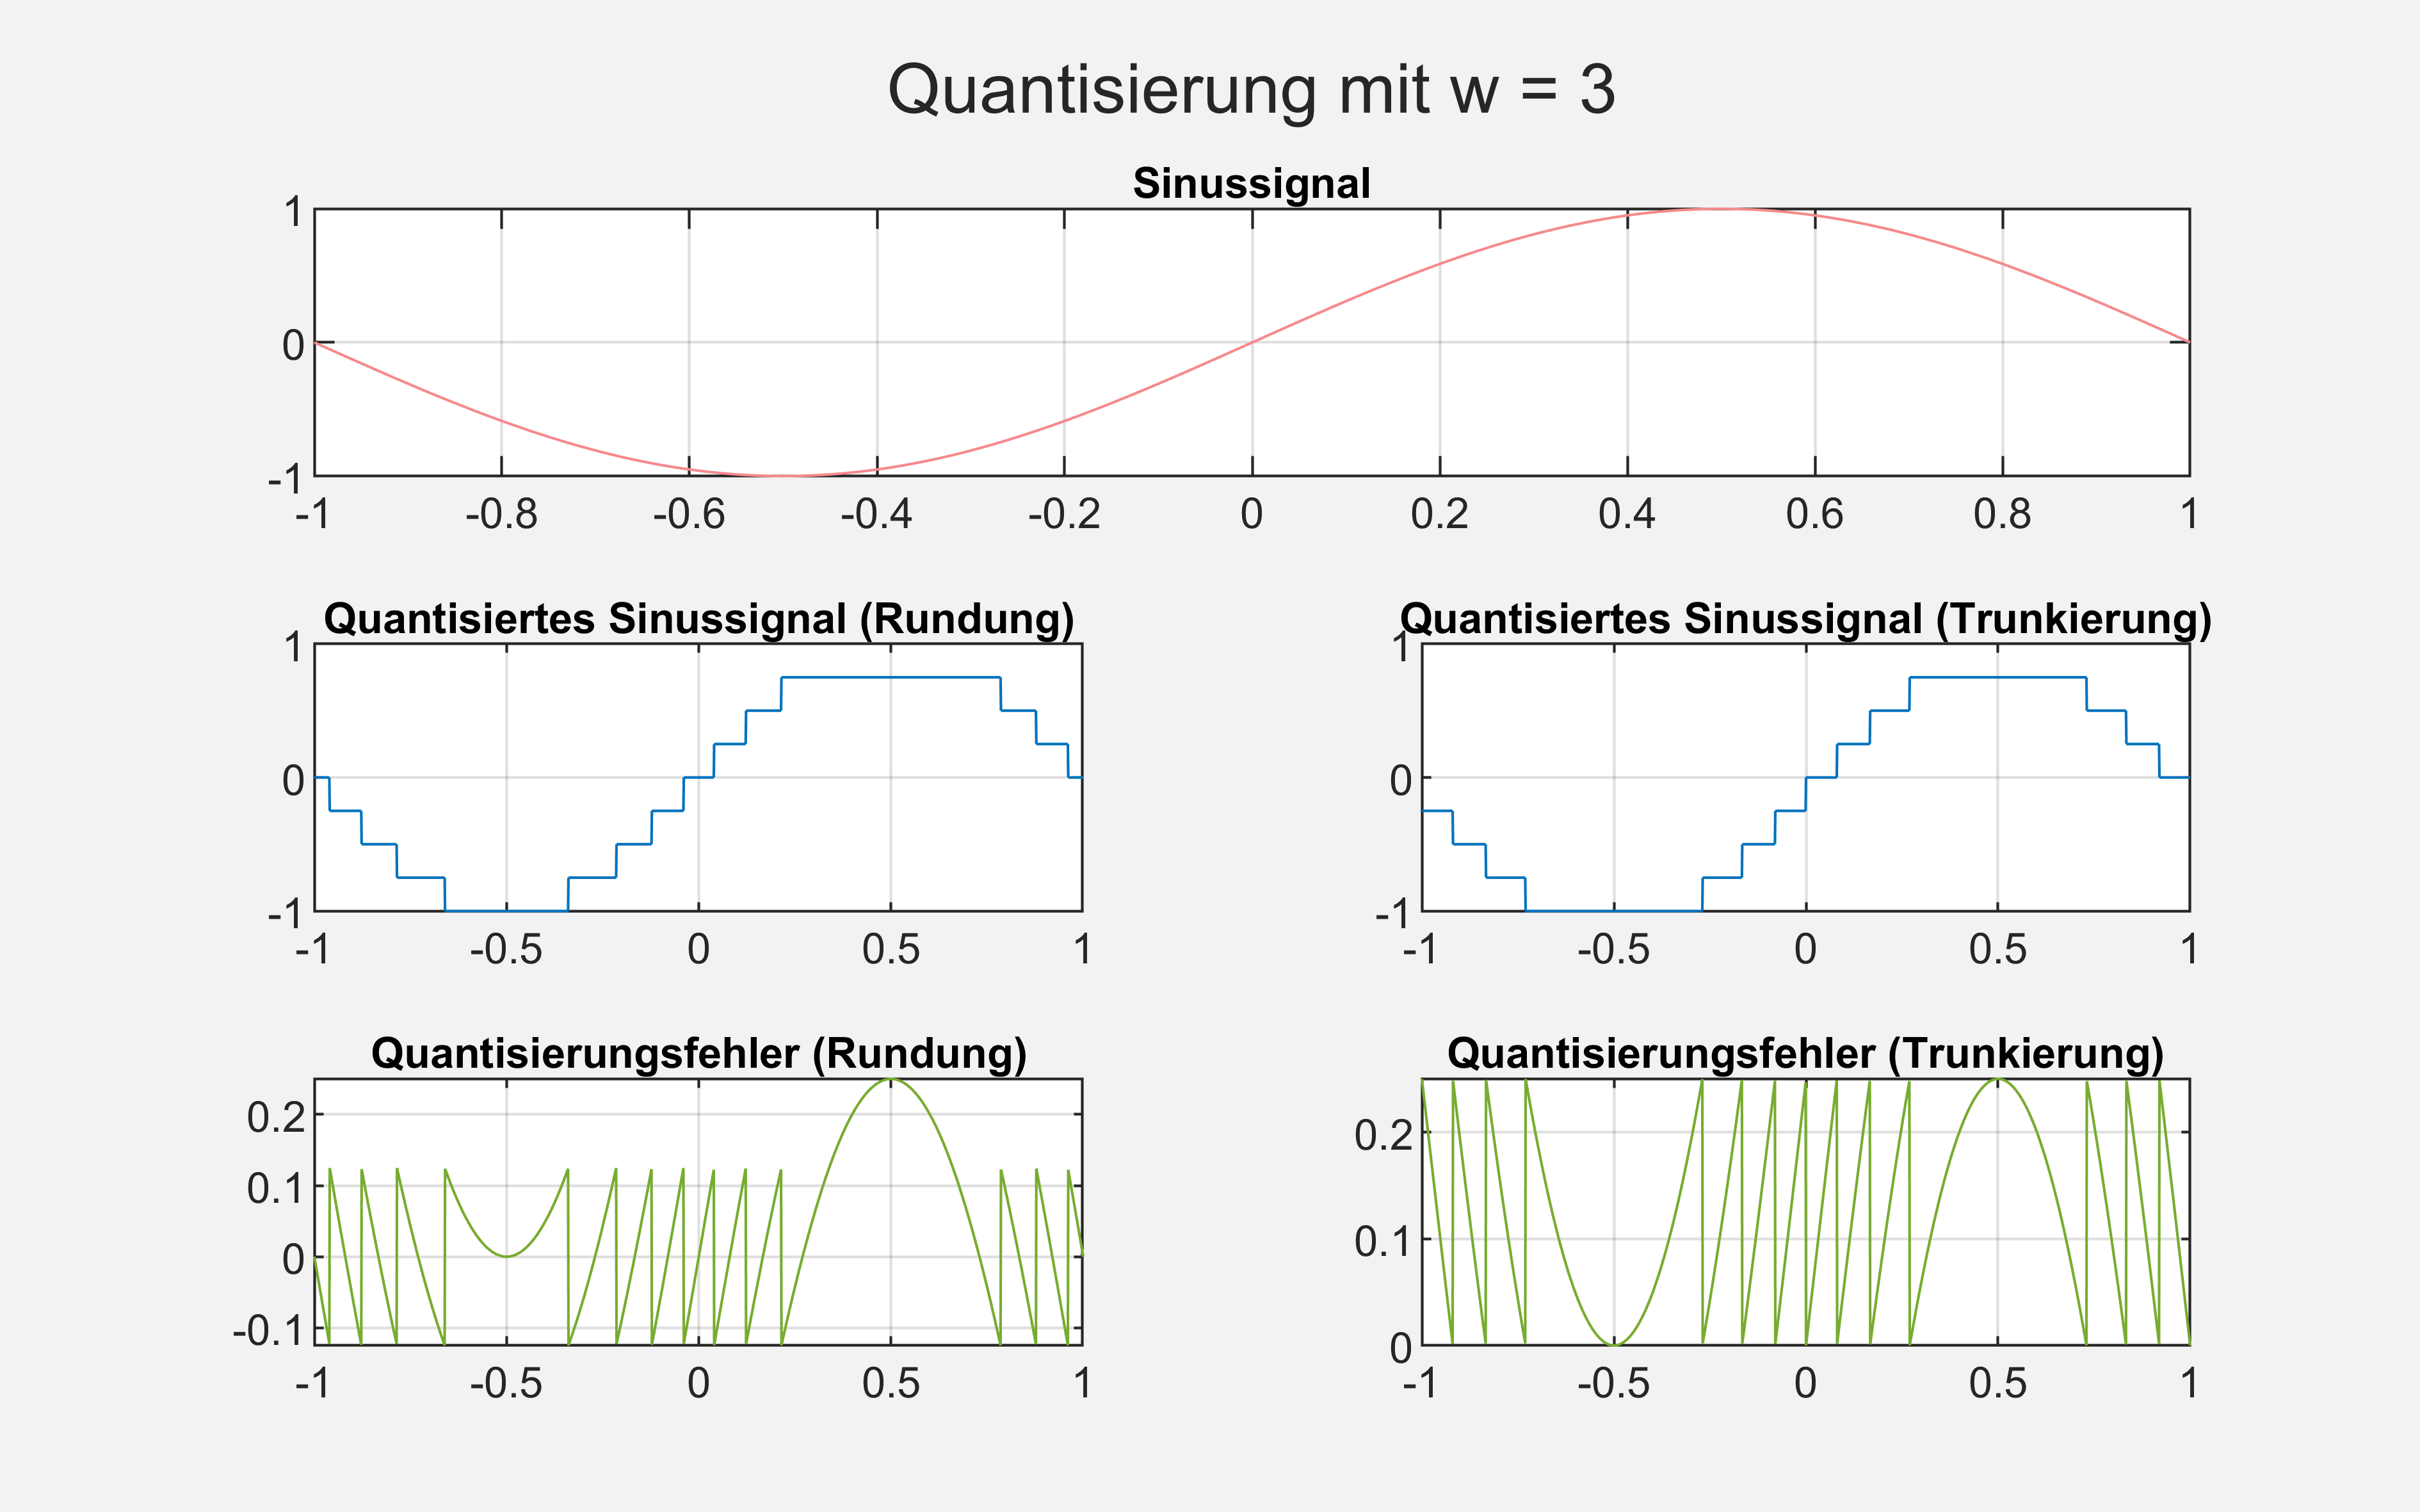 Quantisierung mit w = 3
Sinussignal
1
0
-1
-1 -0.8 -0.6 -0.4 -0.2 0 0.2 0.4 0.6 0.8 1
Quantisiertes Sinussignal (Rundung)
1
0
-1
-1 -0.5 0 0.5 1
Quantisiertes Sinussignal (Trunkierung)
1
0
-1
-1 -0.5 0 0.5 1
Quantisierungsfehler (Rundung)
0.2
0.1
0
-0.1
-1 -0.5 0 0.5 1
Quantisierungsfehler (Trunkierung)
0.2
0.1
0
-1 -0.5 0 0.5 1